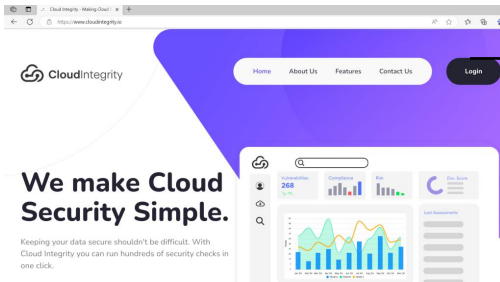 Cloud Integrity - Making Cloud
https://www.cloudintegrity.io
CloudIntegrity
Home About Us Features Contact Us Login
We make Cloud
Security Simple.
Keeping your data secure shouldn't be difficult. With
Cloud Integrity you can run hundreds of security checks in
one click.
Vulnerabilities
268
Compliance
Risk
Last Assessments